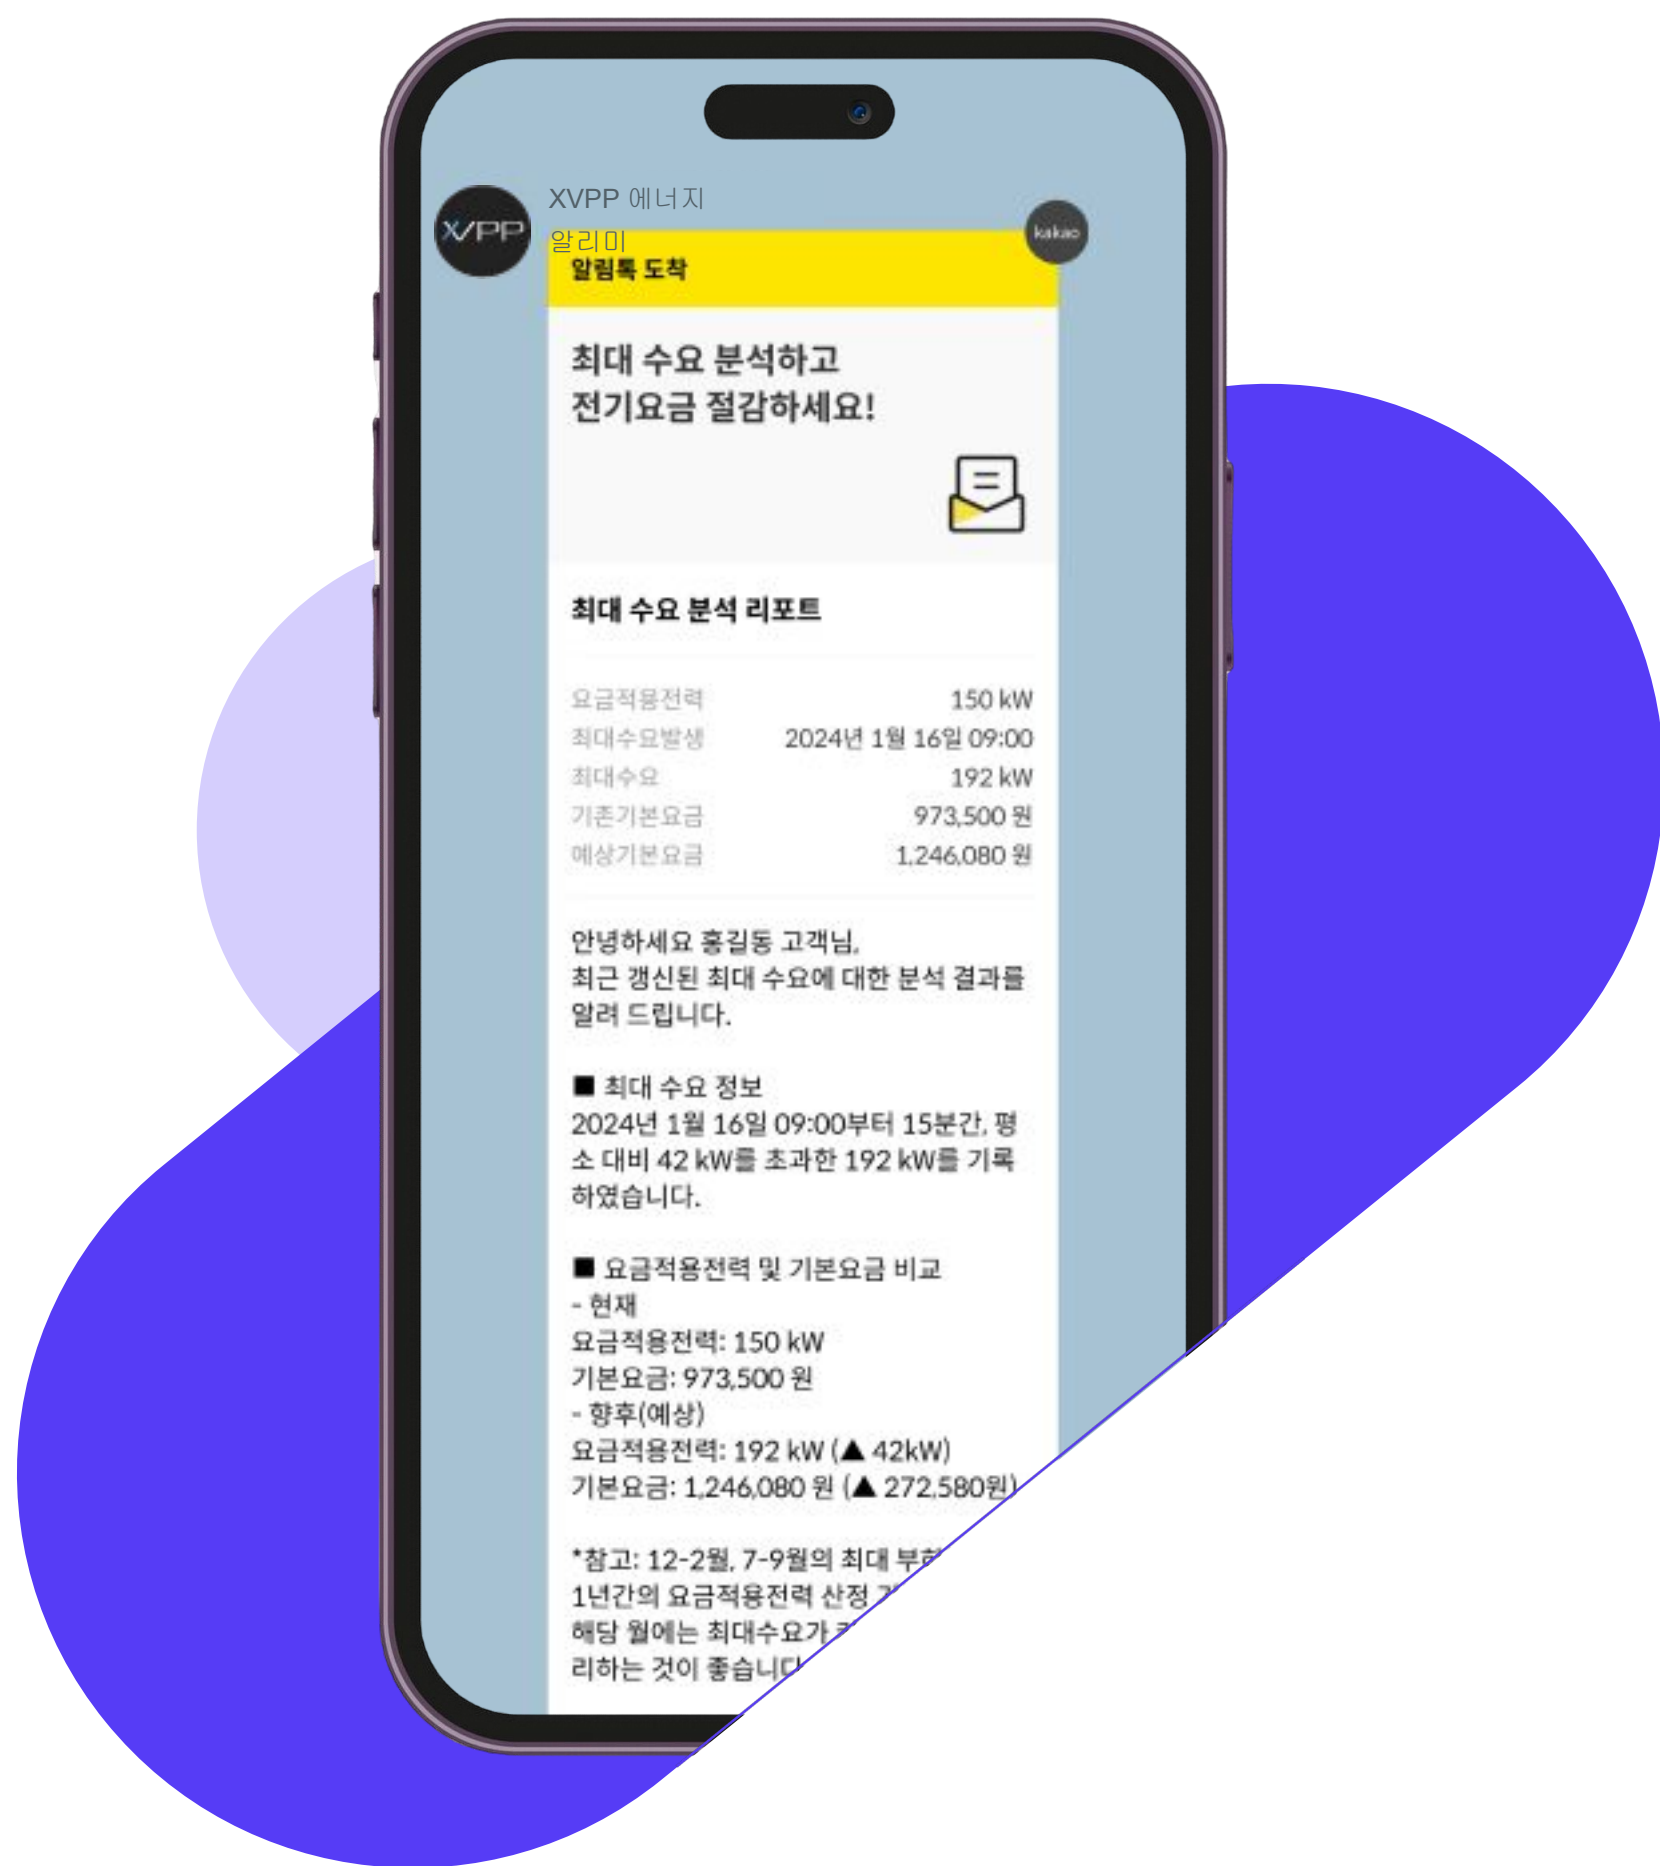 XVPP 에너지
알리미
XVPP
kakao
알림톡 도착
최대 수요 분석하고
전기요금 절감하세요!
최대 수요 분석 리포트
요금적용전력 150 kW
최대수요발생 2024년 1월 16일 09:00
최대수요 192 kW
기존기본요금 973,500 원
예상기본요금 1,246,080 원
안녕하세요 홍길동 고객님,
최근 갱신된 최대 수요에 대한 분석 결과를
알려 드립니다.
■ 최대 수요 정보
2024년 1월 16일 09:00부터 15분간, 평
소 대비 42 kW를 초과한 192 kW를 기록
하였습니다.
■ 요금적용전력 및 기본요금 비교
- 현재
요금적용전력: 150 kW
기본요금: 973,500 원
- 향후(예상)
요금적용전력: 192 kW (▲ 42kW)
기본요금: 1,246,080 원 (▲ 272,580원)
*참고: 12-2월, 7-9월의 최대
1년간의 요금적용전력 산정
해당 월에는 최대수요가
리하는 것이 좋습니다